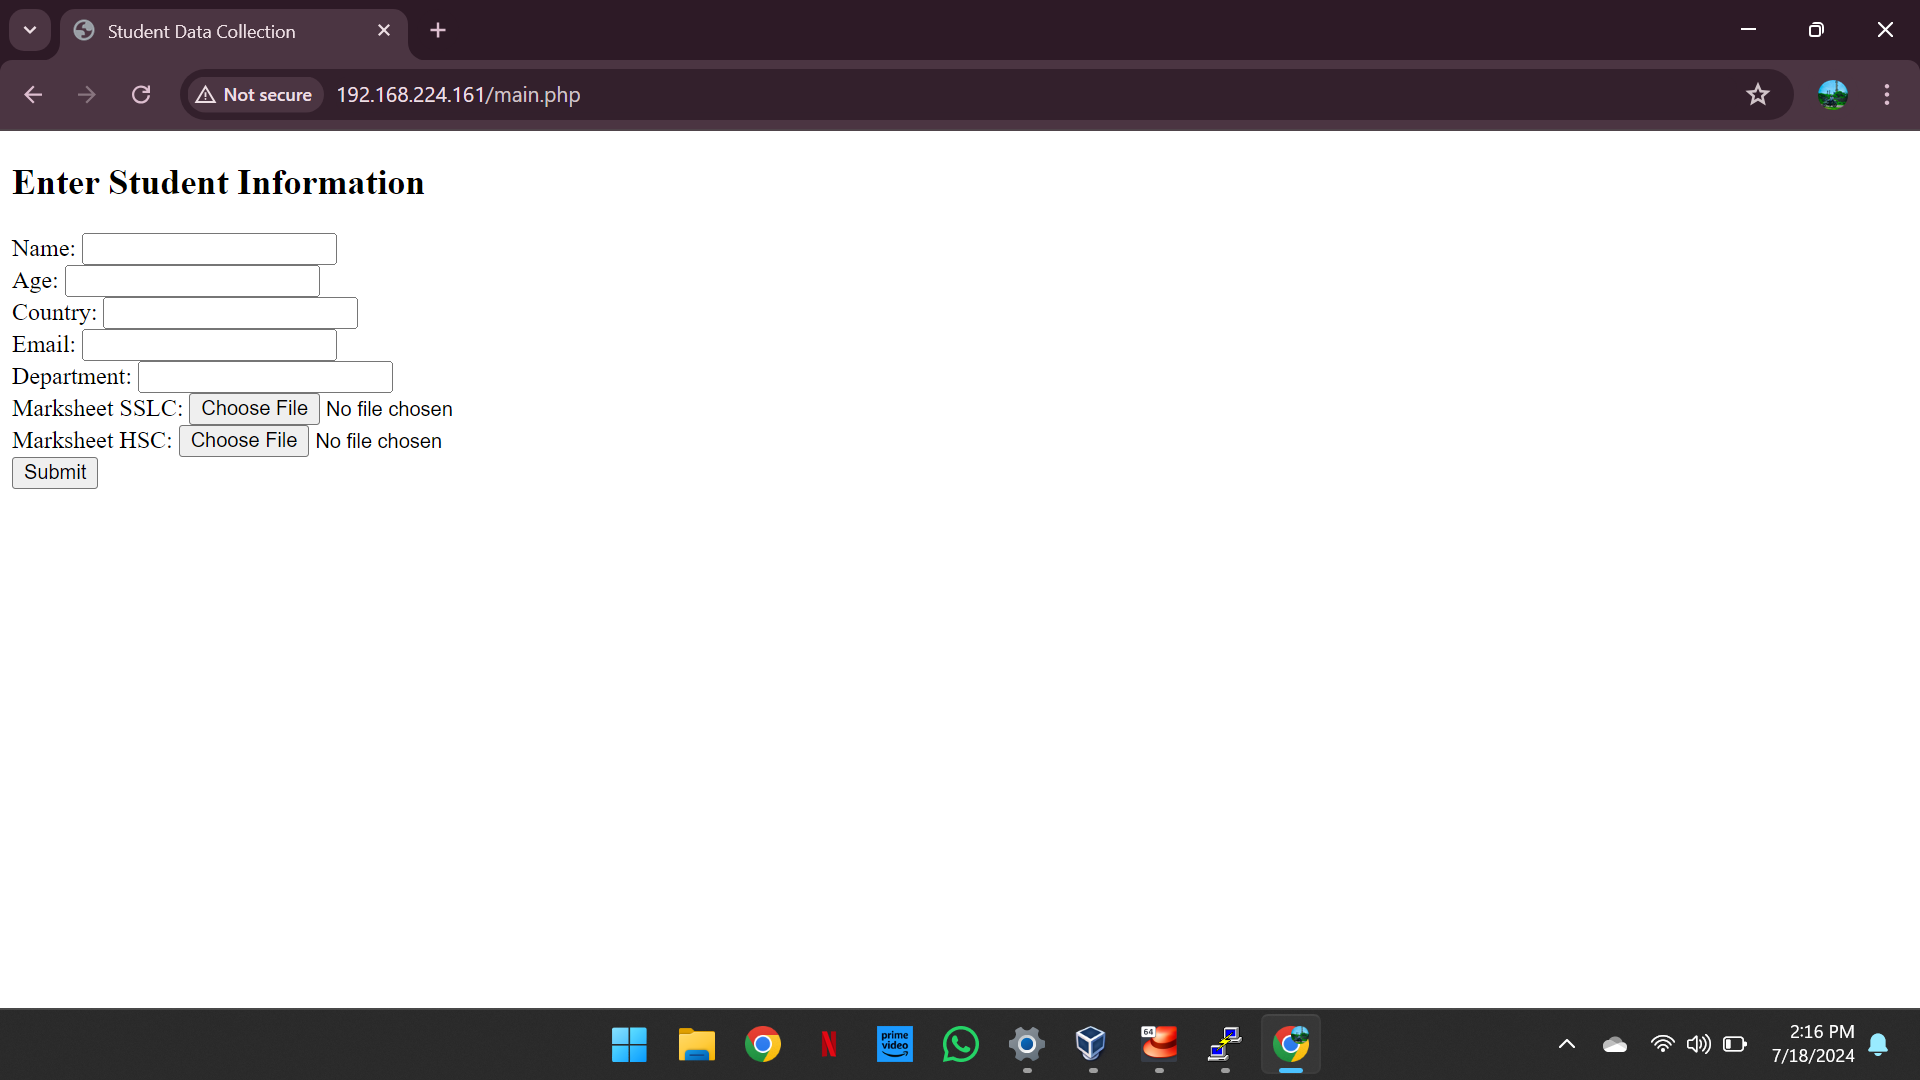 Student Data Collection
Not secure 192.168.224.161/main.php
Enter Student Information
Name:
Age:
Country:
Email:
Department:
Marksheet SSLC: Choose File No file chosen
Marksheet HSC: Choose File No file chosen
Submit
N
prime
video
64
2:16 PM
7/18/2024